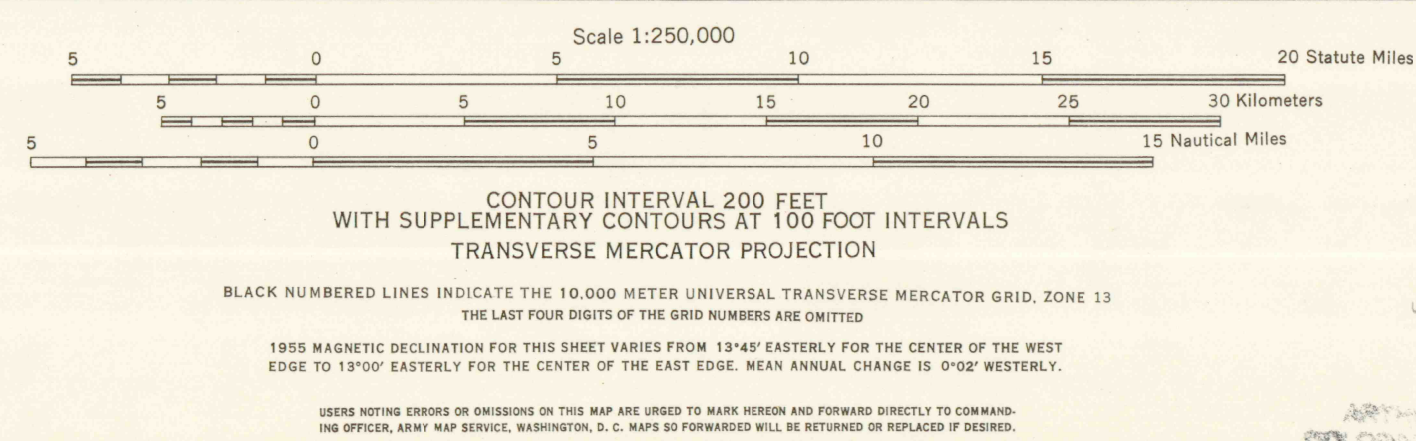 Scale 1:250,000
5 0 5 10 15 20 Statute Miles
5 0 5 10 15 20 25 30 Kilometers
5 0 5 10 15 Nautical Miles
CONTOUR INTERVAL 200 FEET
WITH SUPPLEMENTARY CONTOURS AT 100 FOOT INTERVALS
TRANSVERSE MERCATOR PROJECTION
BLACK NUMBERED LINES INDICATE THE 10,000 METER UNIVERSAL TRANSVERSE MERCATOR GRID, ZONE 13
THE LAST FOUR DIGITS OF THE GRID NUMBERS ARE OMITTED
1955 MAGNETIC DECLINATION FOR THIS SHEET VARIES FROM 13°45' EASTERLY FOR THE CENTER OF THE WEST
EDGE TO 13°00' EASTERLY FOR THE CENTER OF THE EAST EDGE. MEAN ANNUAL CHANGE IS 0°02' WESTERLY.
USERS NOTING ERRORS OR OMISSIONS ON THIS MAP ARE URGED TO MARK HEREON AND FORWARD DIRECTLY TO COMMAND-
ING OFFICER, ARMY MAP SERVICE, WASHINGTON, D. C. MAPS SO FORWARDED WILL BE RETURNED OR REPLACED IF DESIRED.